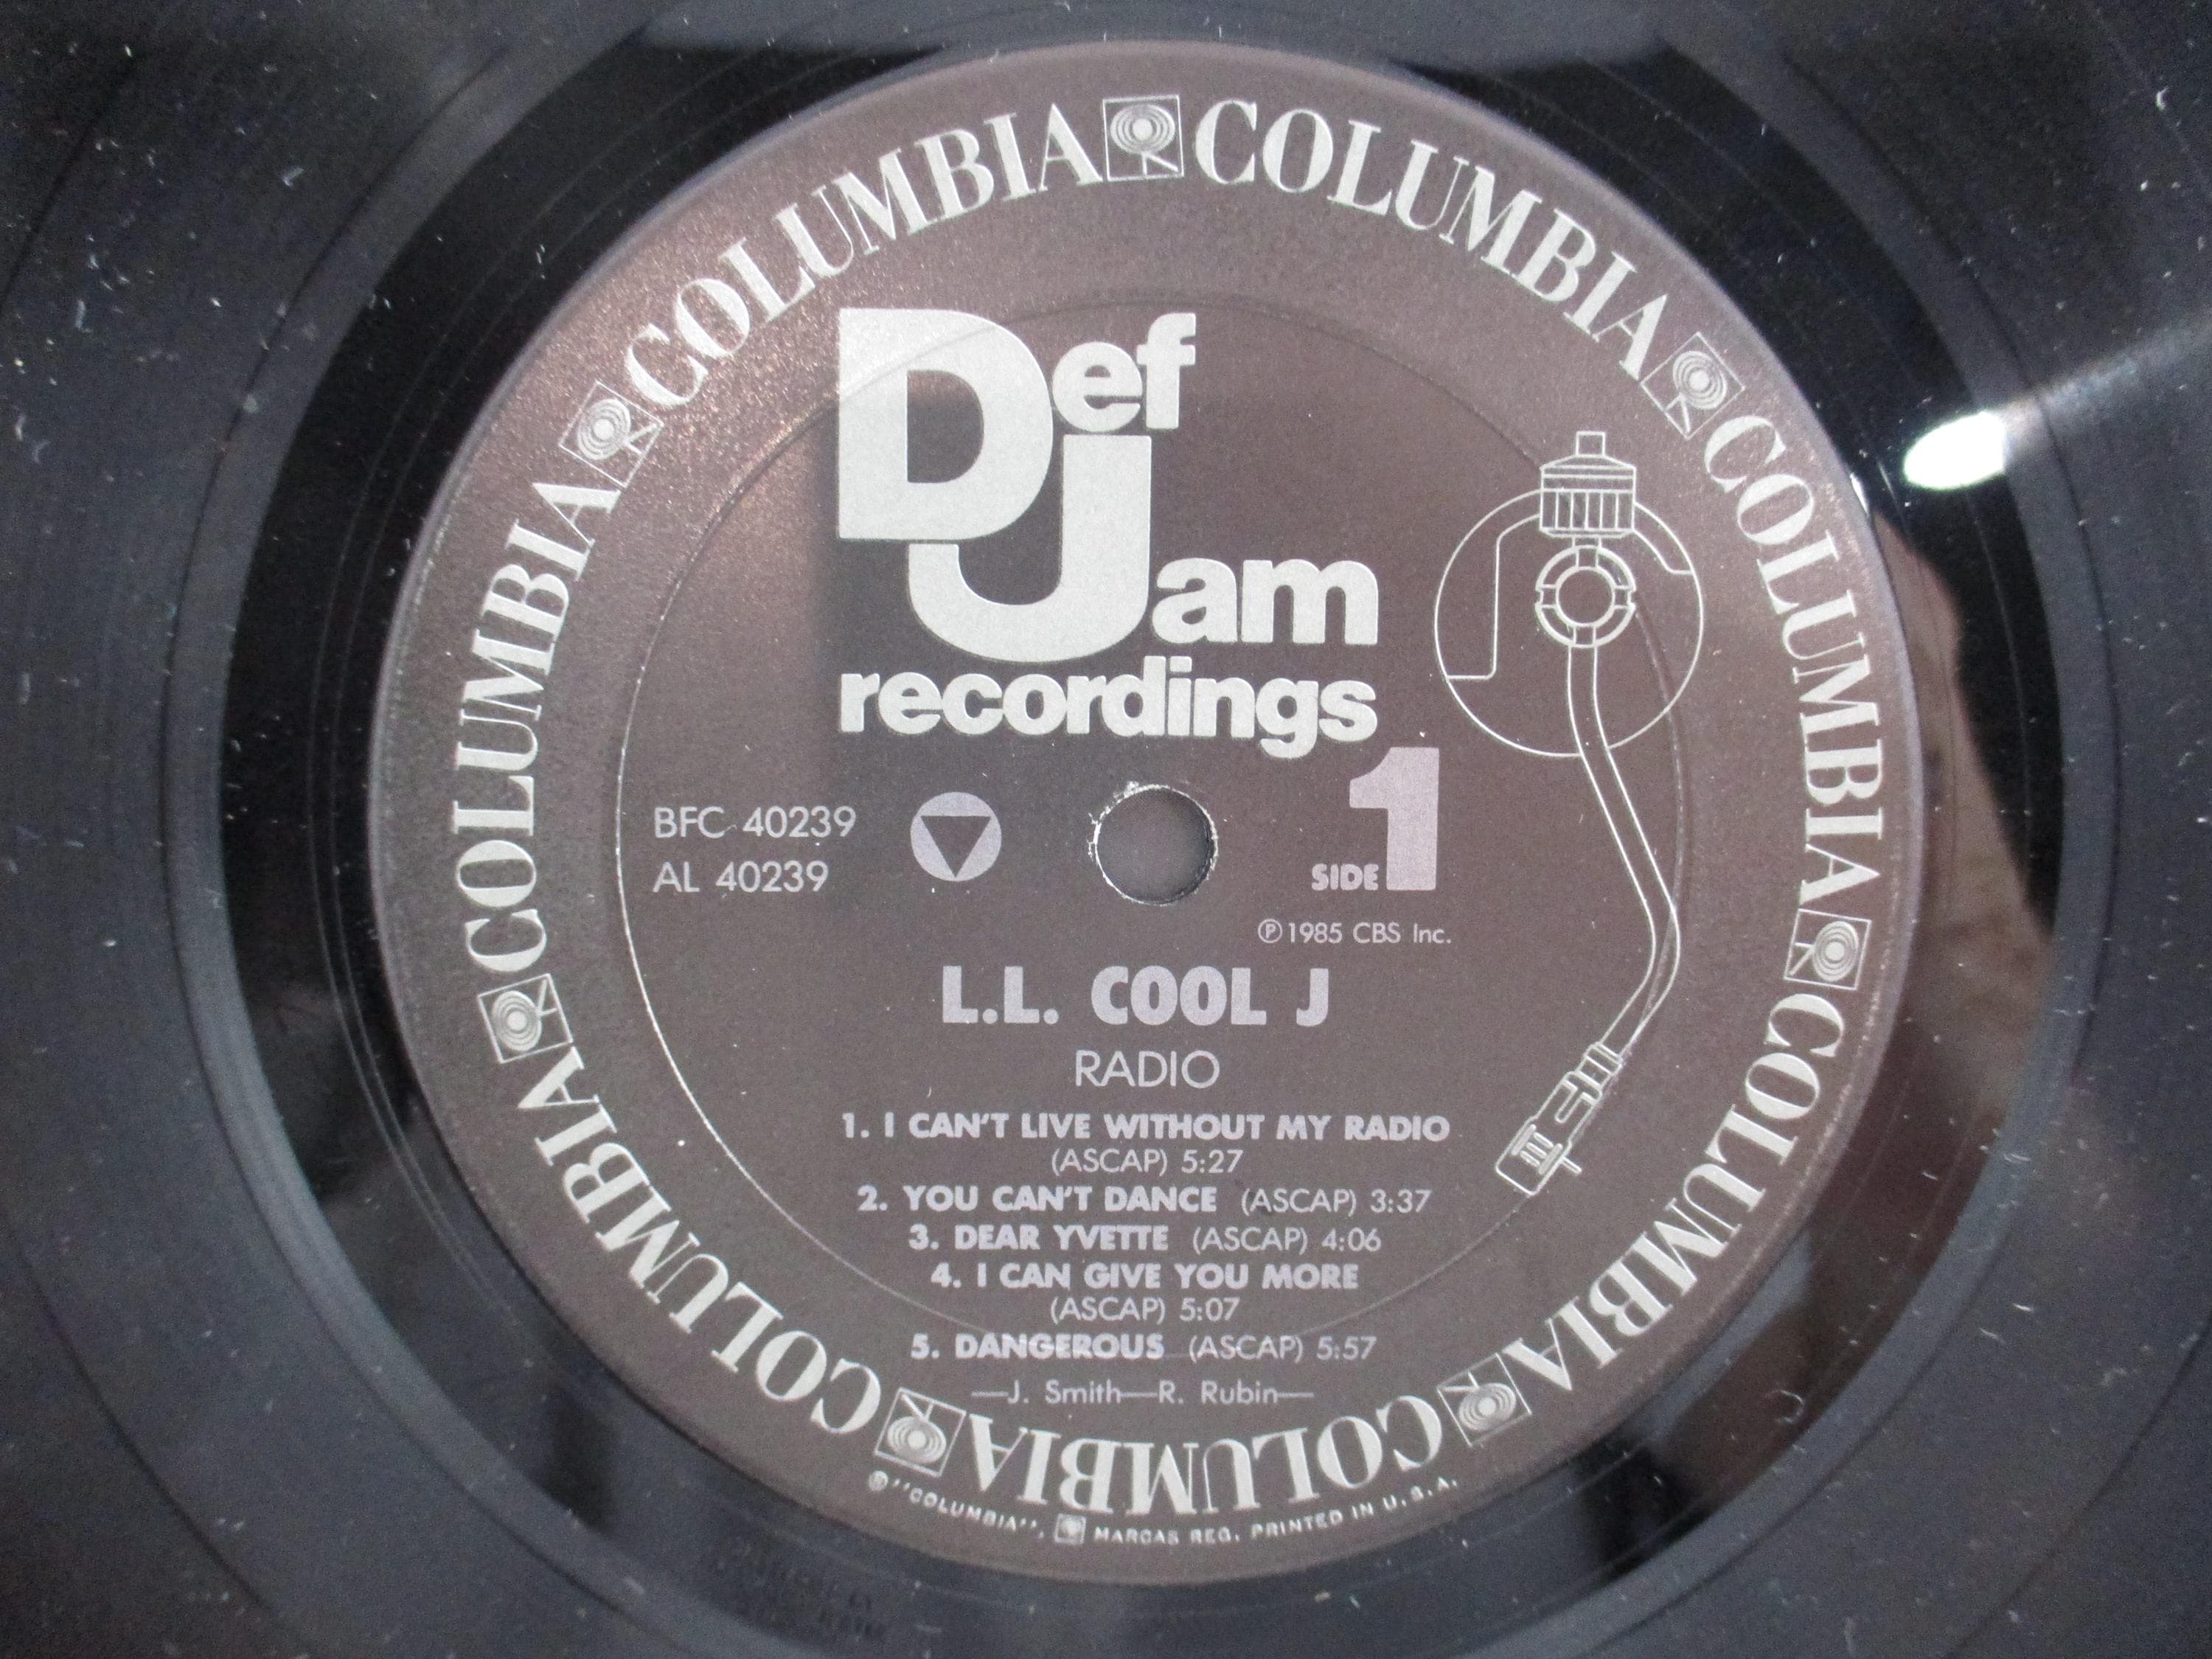 COLUMBIA COLUMBIA COLUMBIA COLUMBIA COLUMBIA COLUMBIA COLUMBIA
Def
Jam
recordings
BFC 40239
AL 40239
SIDE 1
℗ 1985 CBS Inc.
L.L. COOL J
RADIO
1. I CAN'T LIVE WITHOUT MY RADIO
(ASCAP) 5:27
2. YOU CAN'T DANCE (ASCAP) 3:37
3. DEAR YVETTE (ASCAP) 4:06
4. I CAN GIVE YOU MORE
(ASCAP) 5:07
5. DANGEROUS (ASCAP) 5:57
—J. Smith—R. Rubin—
® "COLUMBIA", MARCAS REG. PRINTED IN U.S.A.